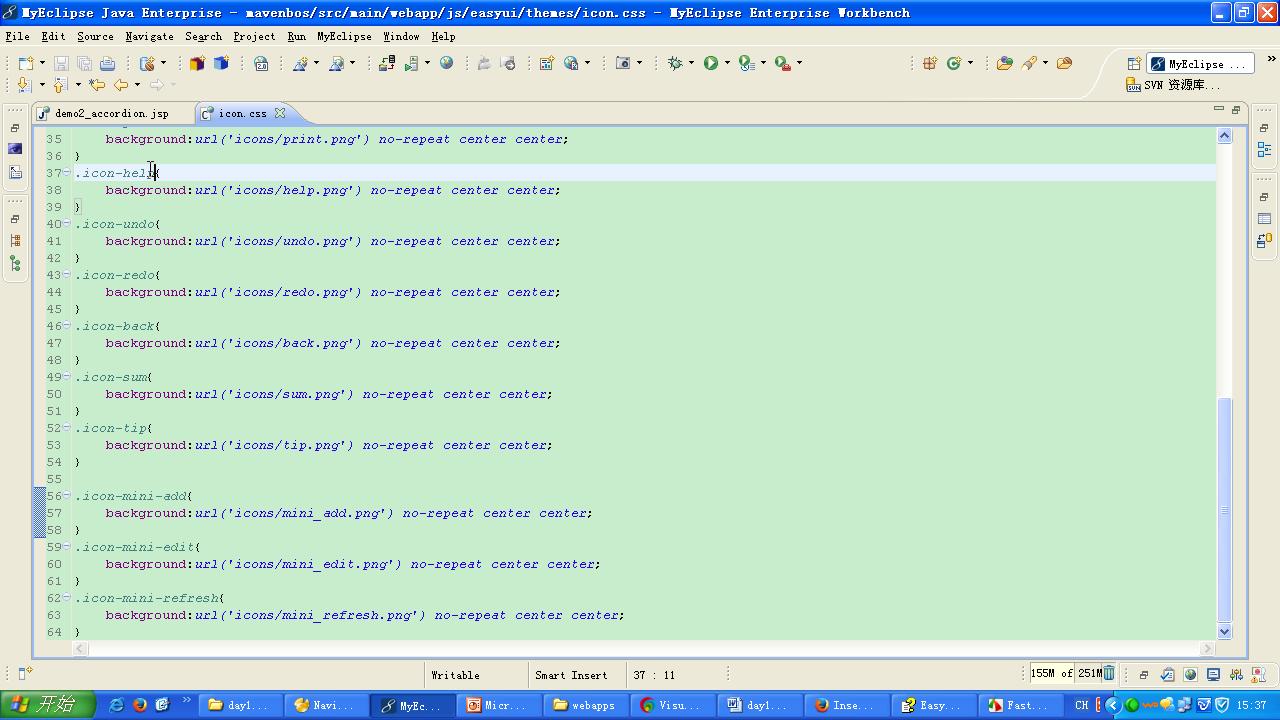 MyEclipse Java Enterprise - mavenbos/src/main/webapp/js/easyui/themes/icon.css - MyEclipse Enterprise Workbench
File Edit Source Navigate Search Project Run MyEclipse Window Help
MyEclipse ...
SVN 资源库...
demo2_accordion.jsp icon.css
35 background:url('icons/print.png') no-repeat center center;
36 }
37 .icon-help{
38 background:url('icons/help.png') no-repeat center center;
39 }
40 .icon-undo{
41 background:url('icons/undo.png') no-repeat center center;
42 }
43 .icon-redo{
44 background:url('icons/redo.png') no-repeat center center;
45 }
46 .icon-back{
47 background:url('icons/back.png') no-repeat center center;
48 }
49 .icon-sum{
50 background:url('icons/sum.png') no-repeat center center;
51 }
52 .icon-tip{
53 background:url('icons/tip.png') no-repeat center center;
54 }
55
56 .icon-mini-add{
57 background:url('icons/mini_add.png') no-repeat center center;
58 }
59 .icon-mini-edit{
60 background:url('icons/mini_edit.png') no-repeat center center;
61 }
62 .icon-mini-refresh{
63 background:url('icons/mini_refresh.png') no-repeat center center;
64 }
Writable Smart Insert 37 : 11 155M of 251M
开始 day1... Navi... MyEc... Micr... webapps Visu... day1... Inse... Easy... Fast... CH 15:37